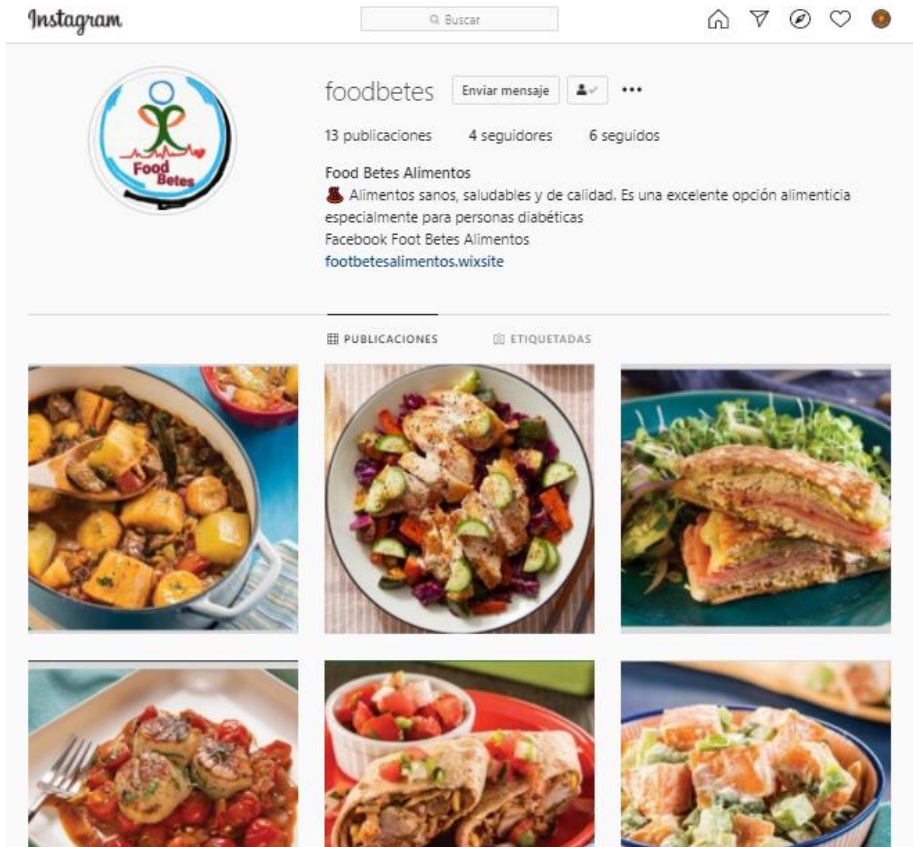 Instagram
Buscar
foodbetes
Enviar mensaje
13 publicaciones 4 seguidores 6 seguidos
Food Betes Alimentos
Alimentos sanos, saludables y de calidad. Es una excelente opción alimenticia
especialmente para personas diabéticas
Facebook Foot Betes Alimentos
footbetesalimentos.wixsite
Food
Betes
PUBLICACIONES ETIQUETADAS